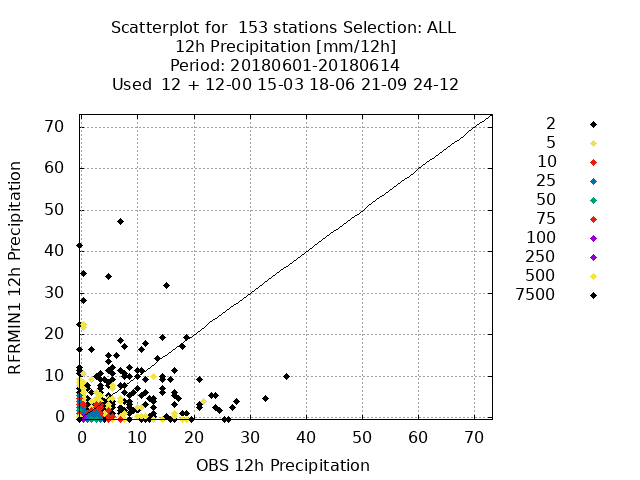 Scatterplot for  153 stations Selection: ALL
12h Precipitation [mm/12h]
Period: 20180601-20180614
Used  12 + 12-00 15-03 18-06 21-09 24-12
RFRMIN1 12h Precipitation
70
60
50
40
30
20
10
0
0 10 20 30 40 50 60 70
OBS 12h Precipitation
2
5
10
25
50
75
100
250
500
7500